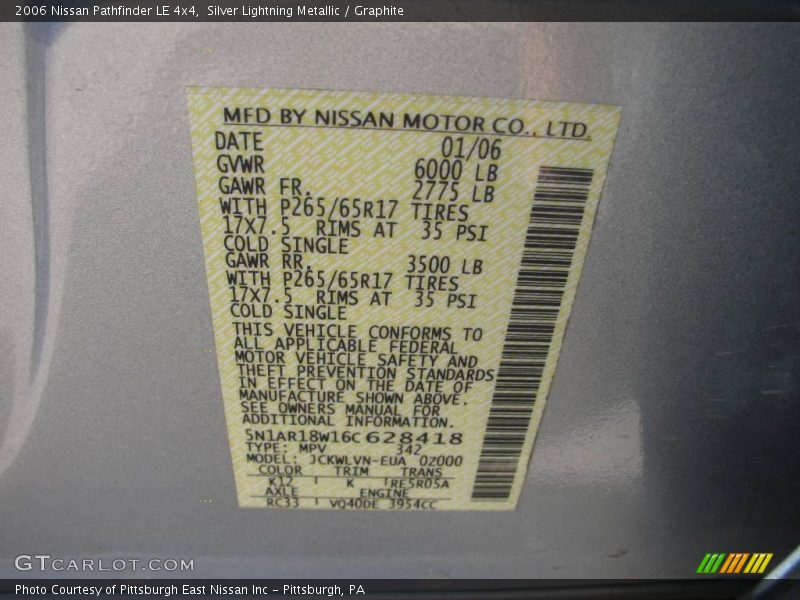 2006 Nissan Pathfinder LE 4x4, Silver Lightning Metallic / Graphite
MFD BY NISSAN MOTOR CO., LTD.
DATE 01/06
GVWR 6000 LB
GAWR FR. 2775 LB
WITH P265/65R17 TIRES
17X7.5 RIMS AT 35 PSI
COLD SINGLE
GAWR RR. 3500 LB
WITH P265/65R17 TIRES
17X7.5 RIMS AT 35 PSI
COLD SINGLE
THIS VEHICLE CONFORMS TO
ALL APPLICABLE FEDERAL
MOTOR VEHICLE SAFETY AND
THEFT PREVENTION STANDARDS
IN EFFECT ON THE DATE OF
MANUFACTURE SHOWN ABOVE.
SEE OWNERS MANUAL FOR
ADDITIONAL INFORMATION.
5N1AR18W16C628418
TYPE: MPV 342
MODEL: JCKWLVN-EUA 0Z000
COLOR TRIM TRANS
K12 K RE5R05A
AXLE ENGINE
RC33 VQ40DE 3954CC
GTCARLOT.COM
Photo Courtesy of Pittsburgh East Nissan Inc - Pittsburgh, PA